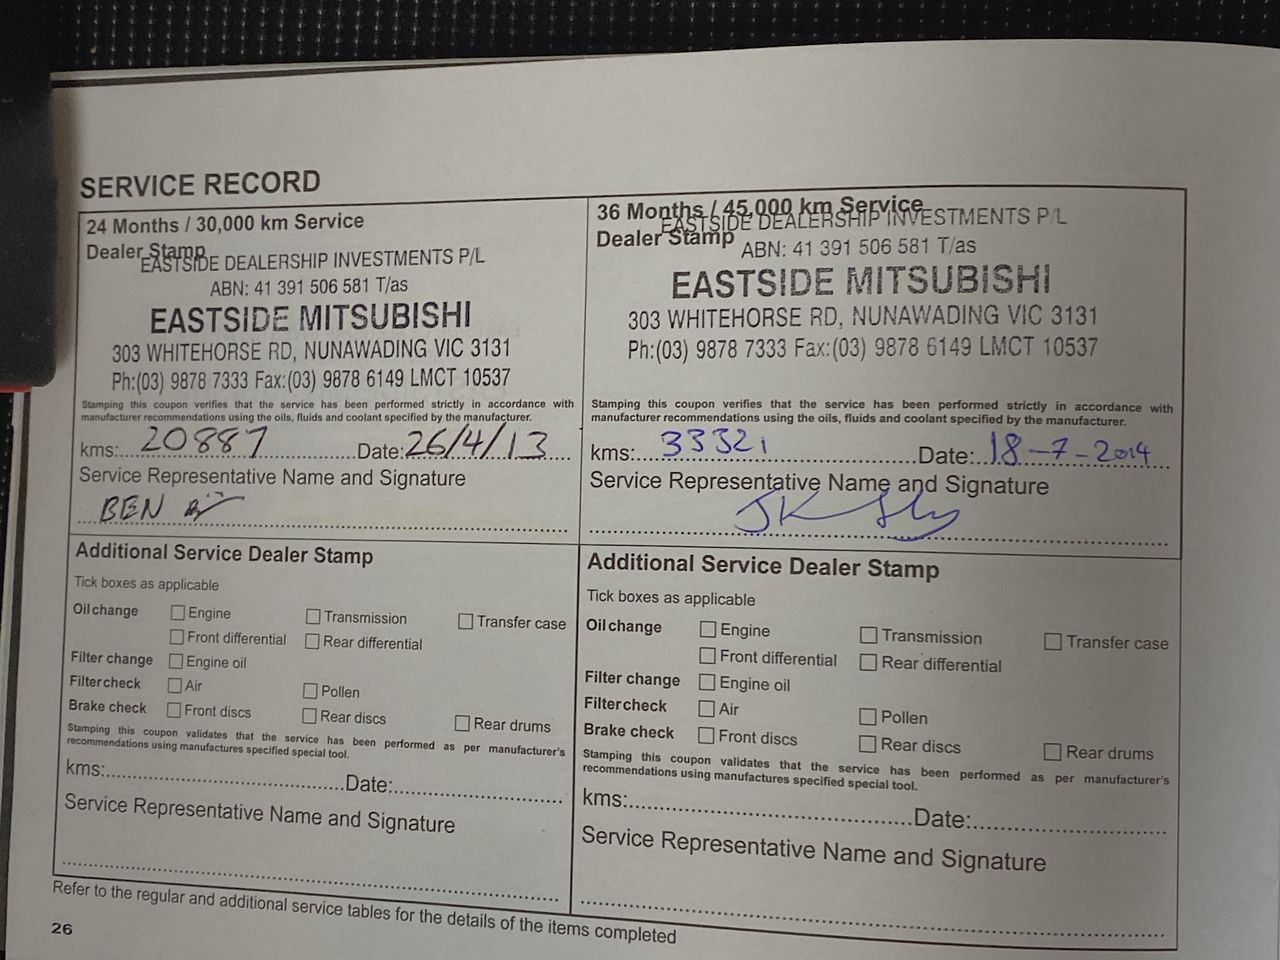 SERVICE RECORD
24 Months / 30,000 km Service
Dealer Stamp
EASTSIDE DEALERSHIP INVESTMENTS P/L
ABN: 41 391 506 581 T/as
EASTSIDE MITSUBISHI
303 WHITEHORSE RD, NUNAWADING VIC 3131
Ph:(03) 9878 7333 Fax:(03) 9878 6149 LMCT 10537
Stamping this coupon verifies that the service has been performed strictly in accordance with
manufacturer recommendations using the oils, fluids and coolant specified by the manufacturer.
kms: 20887 Date: 26/4/13
Service Representative Name and Signature
BEN
Additional Service Dealer Stamp
Tick boxes as applicable
Oil change Engine Transmission Transfer case
Front differential Rear differential
Filter change Engine oil
Filter check Air Pollen
Brake check Front discs Rear discs Rear drums
Stamping this coupon validates that the service has been performed as per manufacturer's
recommendations using manufactures specified special tool.
kms: Date:
Service Representative Name and Signature
36 Months / 45,000 km Service
Dealer Stamp
EASTSIDE DEALERSHIP INVESTMENTS P/L
ABN: 41 391 506 581 T/as
EASTSIDE MITSUBISHI
303 WHITEHORSE RD, NUNAWADING VIC 3131
Ph:(03) 9878 7333 Fax:(03) 9878 6149 LMCT 10537
Stamping this coupon verifies that the service has been performed strictly in accordance with
manufacturer recommendations using the oils, fluids and coolant specified by the manufacturer.
kms: 33321 Date: 18-7-2014
Service Representative Name and Signature
Additional Service Dealer Stamp
Tick boxes as applicable
Oil change Engine Transmission Transfer case
Front differential Rear differential
Filter change Engine oil
Filter check Air Pollen
Brake check Front discs Rear discs Rear drums
Stamping this coupon validates that the service has been performed as per manufacturer's
recommendations using manufactures specified special tool.
kms: Date:
Service Representative Name and Signature
Refer to the regular and additional service tables for the details of the items completed
26